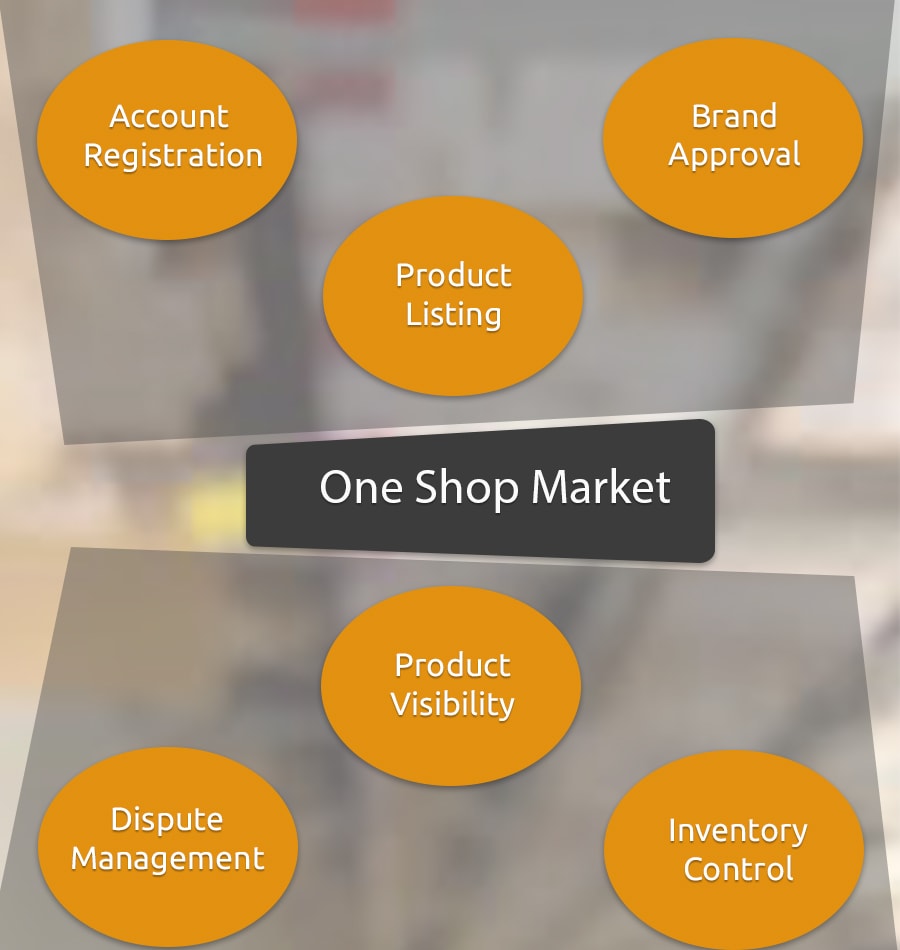 Account
Registration
Brand
Approval
Product
Listing
One Shop Market
Product
Visibility
Dispute
Management
Inventory
Control